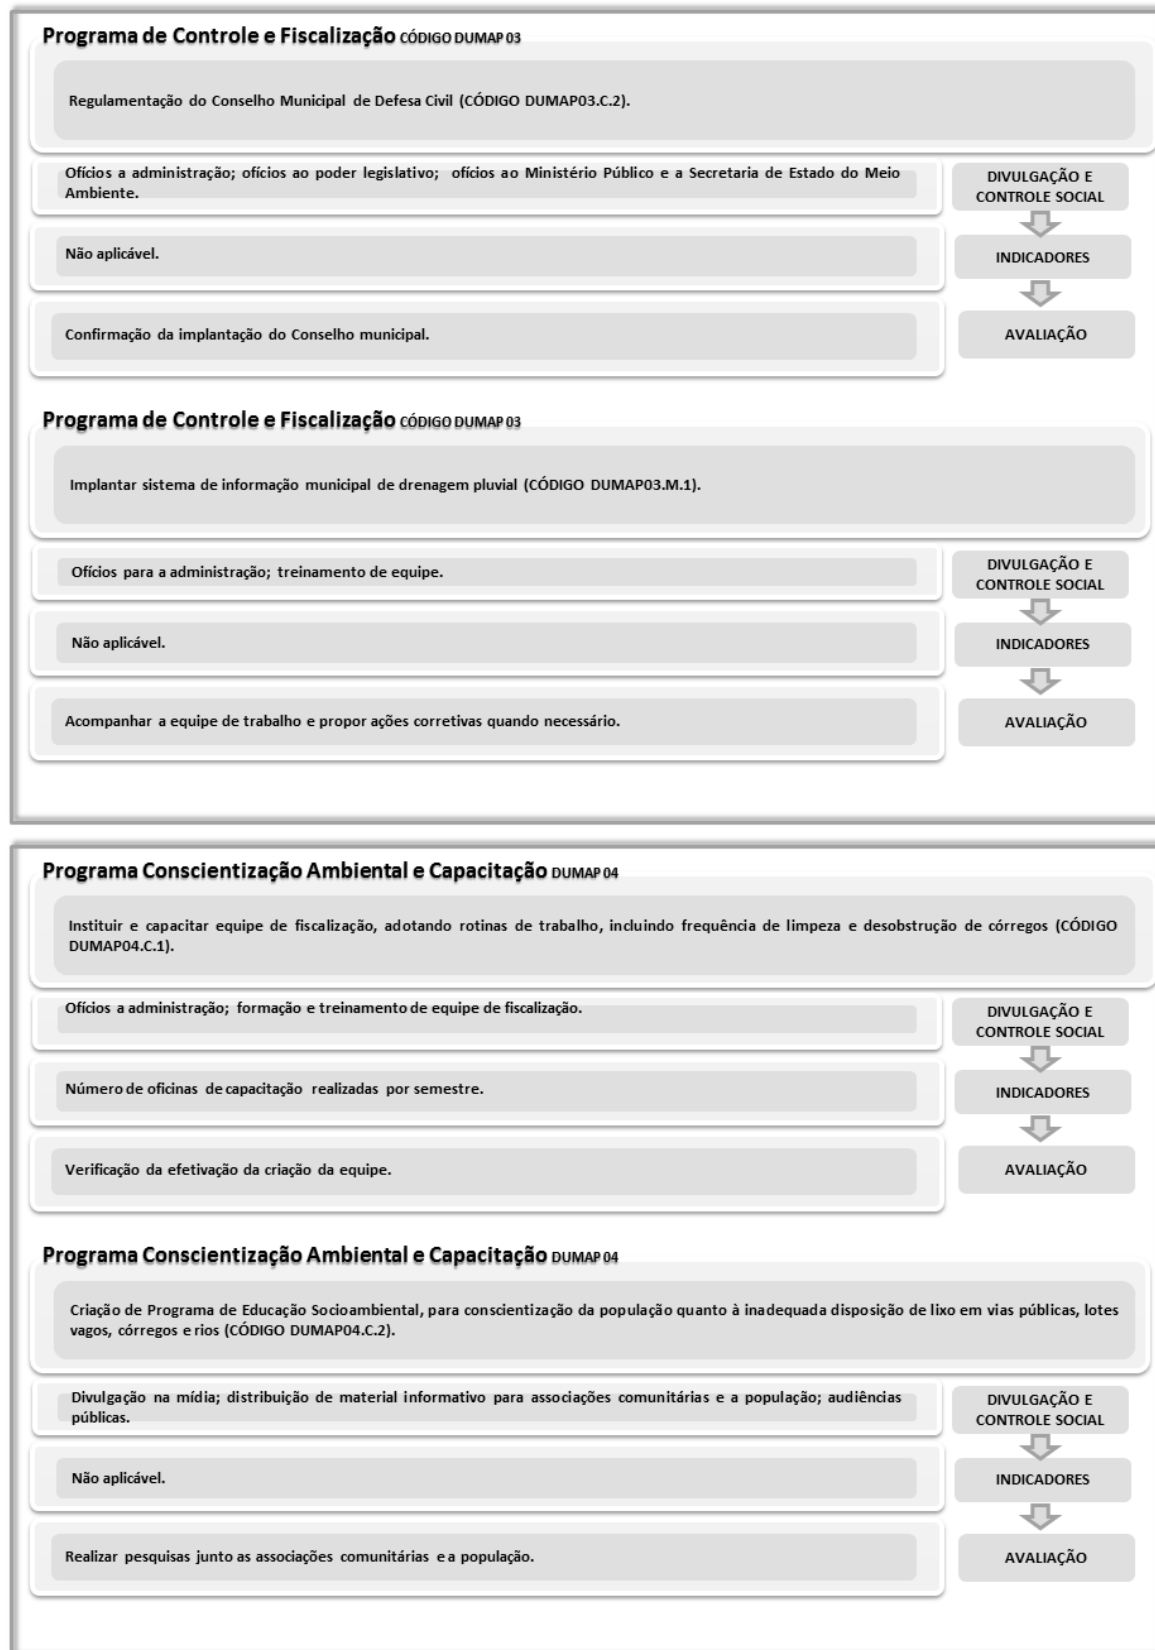 Programa de Controle e Fiscalização CÓDIGO DUMAP 03
Regulamentação do Conselho Municipal de Defesa Civil (CÓDIGO DUMAP03.C.2).
Ofícios a administração; ofícios ao poder legislativo; ofícios ao Ministério Público e a Secretaria de Estado do Meio
Ambiente.
DIVULGAÇÃO E
CONTROLE SOCIAL
Não aplicável.
INDICADORES
Confirmação da implantação do Conselho municipal.
AVALIAÇÃO
Programa de Controle e Fiscalização CÓDIGO DUMAP 03
Implantar sistema de informação municipal de drenagem pluvial (CÓDIGO DUMAP03.M.1).
Ofícios para a administração; treinamento de equipe.
DIVULGAÇÃO E
CONTROLE SOCIAL
Não aplicável.
INDICADORES
Acompanhar a equipe de trabalho e propor ações corretivas quando necessário.
AVALIAÇÃO
Programa Conscientização Ambiental e Capacitação DUMAP 04
Instituir e capacitar equipe de fiscalização, adotando rotinas de trabalho, incluindo frequência de limpeza e desobstrução de córregos (CÓDIGO
DUMAP04.C.1).
Ofícios a administração; formação e treinamento de equipe de fiscalização.
DIVULGAÇÃO E
CONTROLE SOCIAL
Número de oficinas de capacitação realizadas por semestre.
INDICADORES
Verificação da efetivação da criação da equipe.
AVALIAÇÃO
Programa Conscientização Ambiental e Capacitação DUMAP 04
Criação de Programa de Educação Socioambiental, para conscientização da população quanto à inadequada disposição de lixo em vias públicas, lotes
vagos, córregos e rios (CÓDIGO DUMAP04.C.2).
Divulgação na mídia; distribuição de material informativo para associações comunitárias e a população; audiências
públicas.
DIVULGAÇÃO E
CONTROLE SOCIAL
Não aplicável.
INDICADORES
Realizar pesquisas junto as associações comunitárias e a população.
AVALIAÇÃO